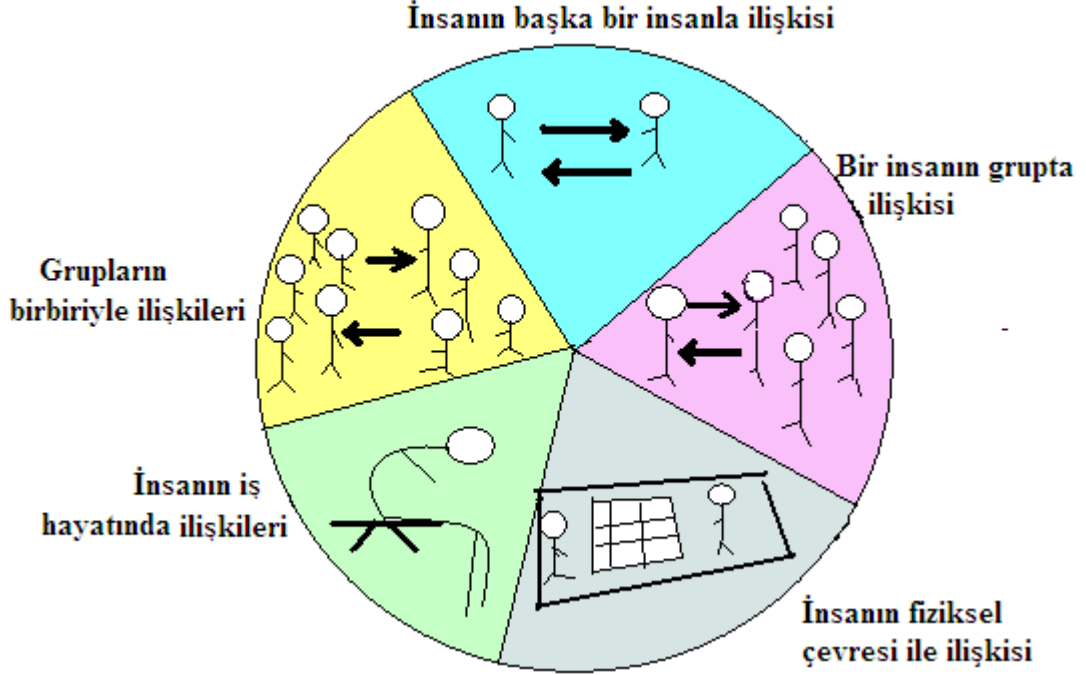 İnsanın başka bir insanla ilişkisi
Bir insanın grupta
ilişkisi
Grupların
birbiriyle ilişkileri
İnsanın iş
hayatında ilişkileri
İnsanın fiziksel
çevresi ile ilişkisi